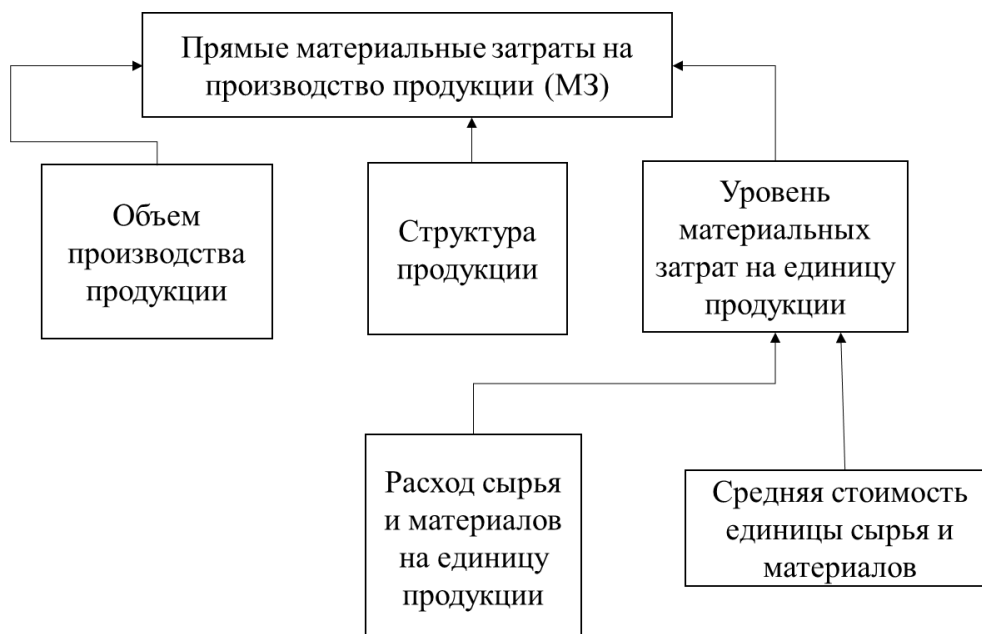 Прямые материальные затраты на
производство продукции (МЗ)
Объем
производства
продукции
Структура
продукции
Уровень
материальных
затрат на единицу
продукции
Расход сырья
и материалов
на единицу
продукции
Средняя стоимость
единицы сырья и
материалов